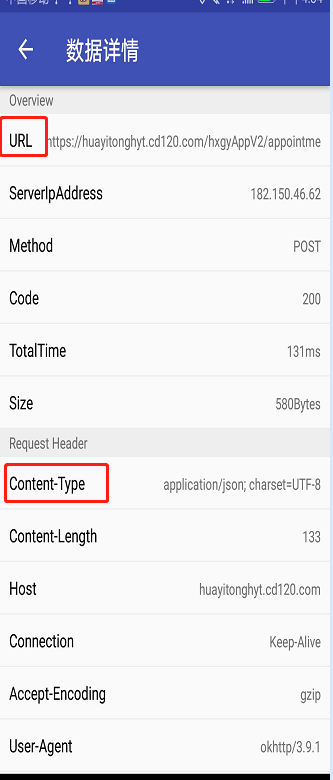 数据详情
Overview
URL https://huayitonghyt.cd120.com/hxgyAppV2/appointme
ServerIpAddress 182.150.46.62
Method POST
Code 200
TotalTime 131ms
Size 580Bytes
Request Header
Content-Type application/json; charset=UTF-8
Content-Length 133
Host huayitonghyt.cd120.com
Connection Keep-Alive
Accept-Encoding gzip
User-Agent okhttp/3.9.1